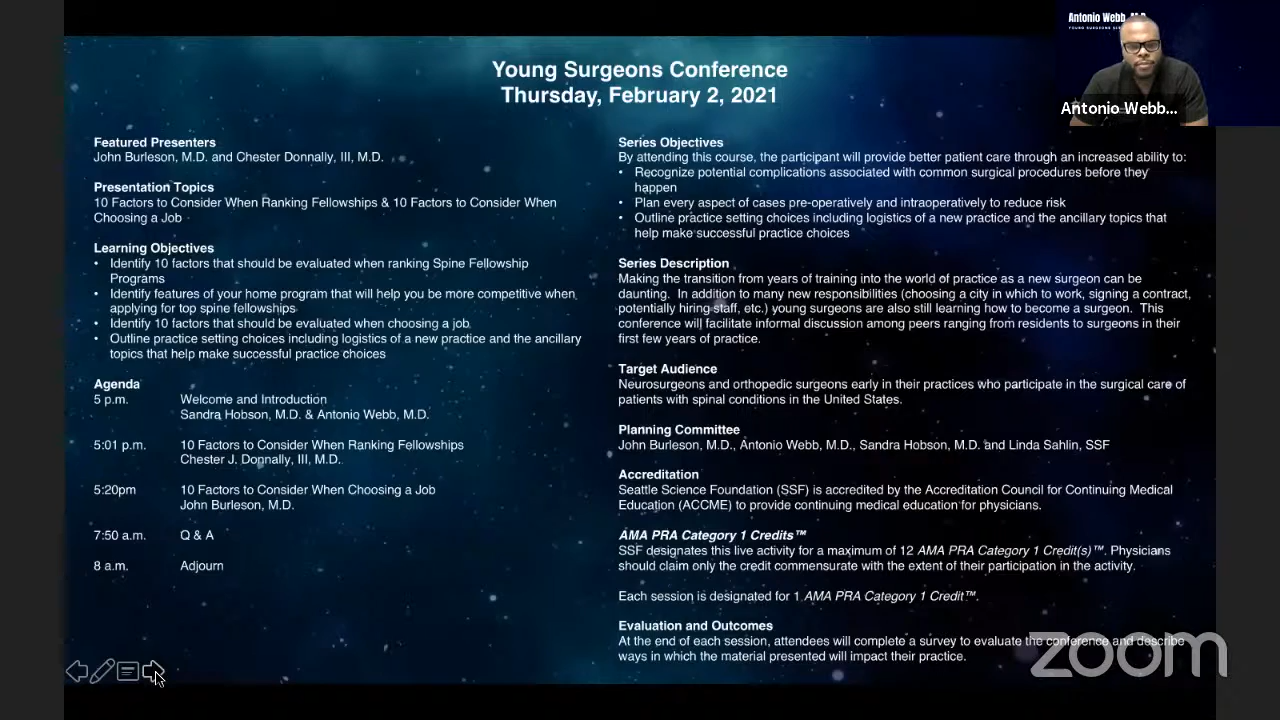 Young Surgeons Conference
Thursday, February 2, 2021
Featured Presenters
John Burleson, M.D. and Chester Donnally, III, M.D.
Presentation Topics
10 Factors to Consider When Ranking Fellowships & 10 Factors to Consider When
Choosing a Job
Learning Objectives
• Identify 10 factors that should be evaluated when ranking Spine Fellowship
Programs
• Identify features of your home program that will help you be more competitive when
applying for top spine fellowships
• Identify 10 factors that should be evaluated when choosing a job
• Outline practice setting choices including logistics of a new practice and the ancillary
topics that help make successful practice choices
Agenda
5 p.m. Welcome and Introduction
Sandra Hobson, M.D. & Antonio Webb, M.D.
5:01 p.m. 10 Factors to Consider When Ranking Fellowships
Chester J. Donnally, III, M.D.
5:20pm 10 Factors to Consider When Choosing a Job
John Burleson, M.D.
7:50 a.m. Q & A
8 a.m. Adjourn
Series Objectives
By attending this course, the participant will provide better patient care through an increased ability to:
• Recognize potential complications associated with common surgical procedures before they
happen
• Plan every aspect of cases pre-operatively and intraoperatively to reduce risk
• Outline practice setting choices including logistics of a new practice and the ancillary topics that
help make successful practice choices
Series Description
Making the transition from years of training into the world of practice as a new surgeon can be
daunting. In addition to many new responsibilities (choosing a city in which to work, signing a contract,
potentially hiring staff, etc.) young surgeons are also still learning how to become a surgeon. This
conference will facilitate informal discussion among peers ranging from residents to surgeons in their
first few years of practice.
Target Audience
Neurosurgeons and orthopedic surgeons early in their practices who participate in the surgical care of
patients with spinal conditions in the United States.
Planning Committee
John Burleson, M.D., Antonio Webb, M.D., Sandra Hobson, M.D. and Linda Sahlin, SSF
Accreditation
Seattle Science Foundation (SSF) is accredited by the Accreditation Council for Continuing Medical
Education (ACCME) to provide continuing medical education for physicians.
AMA PRA Category 1 Credits™
SSF designates this live activity for a maximum of 12 AMA PRA Category 1 Credit(s)™. Physicians
should claim only the credit commensurate with the extent of their participation in the activity.
Each session is designated for 1 AMA PRA Category 1 Credit™.
Evaluation and Outcomes
At the end of each session, attendees will complete a survey to evaluate the conference and describe
ways in which the material presented will impact their practice.
Antonio Webb, M.D.
YOUNG SURGEONS
Antonio Webb...
zoom